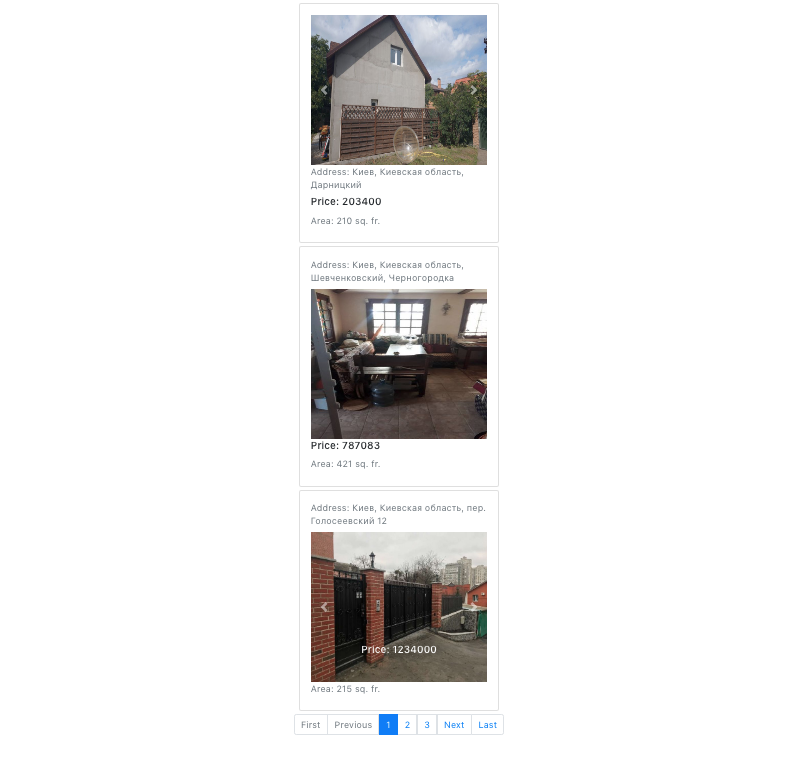 Address: Киев, Киевская область,
Дарницкий
Price: 203400
Area: 210 sq. fr.
Address: Киев, Киевская область,
Шевченковский, Черногородка
Price: 787083
Area: 421 sq. fr.
Address: Киев, Киевская область, пер.
Голосеевский 12
Price: 1234000
Area: 215 sq. fr.
First Previous 1 2 3 Next Last